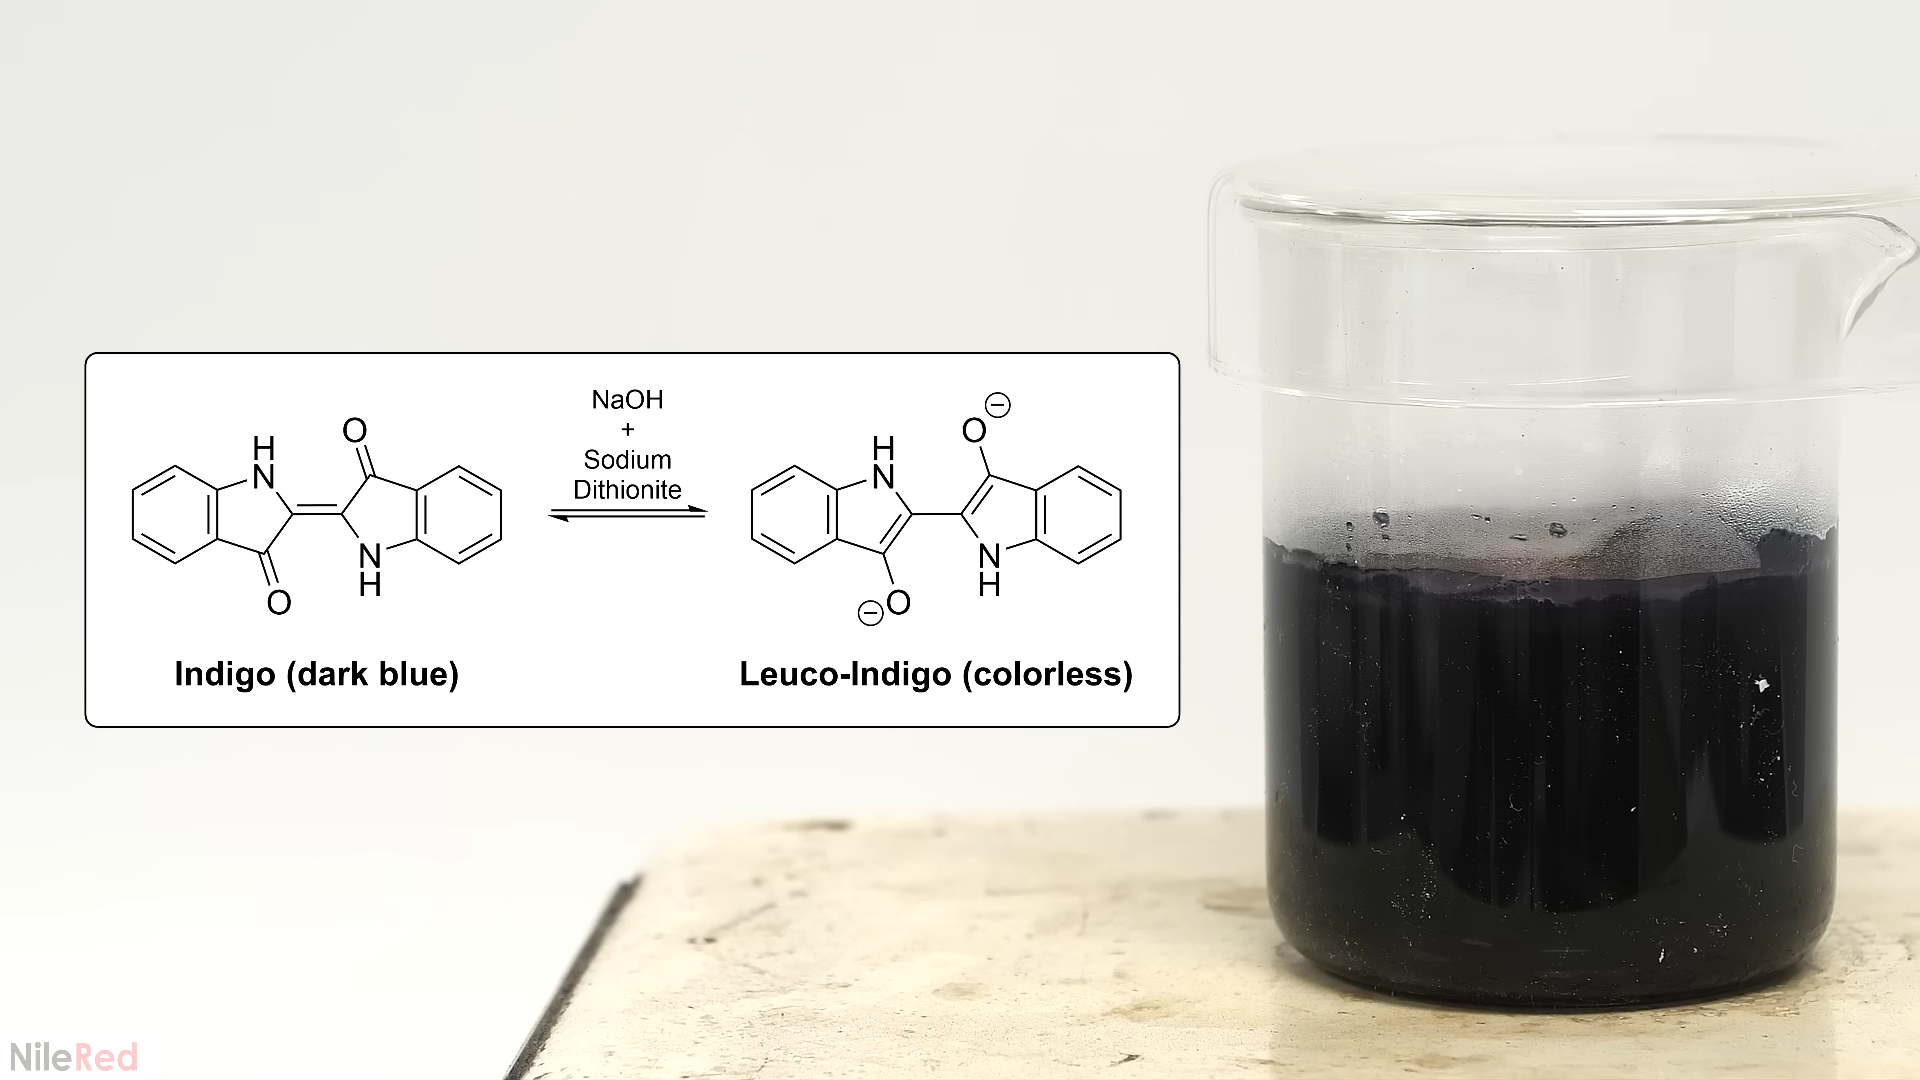 NaOH
+
Sodium
Dithionite
H
N
O
O
N
H
O⊖
H
N
⊖O
N
H
Indigo (dark blue)
Leuco-Indigo (colorless)
NileRed